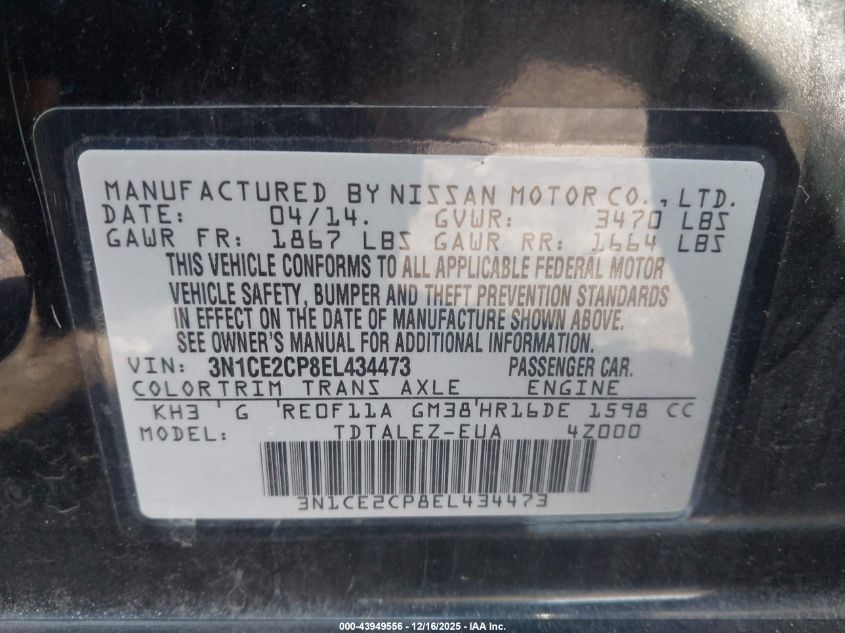 MANUFACTURED BY NISSAN MOTOR CO., LTD.
DATE: 04/14. GVWR: 3470 LBS
GAWR FR: 1867 LBS GAWR RR: 1664 LBS
THIS VEHICLE CONFORMS TO ALL APPLICABLE FEDERAL MOTOR
VEHICLE SAFETY, BUMPER AND THEFT PREVENTION STANDARDS
IN EFFECT ON THE DATE OF MANUFACTURE SHOWN ABOVE.
SEE OWNER'S MANUAL FOR ADDITIONAL INFORMATION.
VIN: 3N1CE2CP8EL434473 PASSENGER CAR.
COLORTRIM TRANS AXLE ENGINE
KH3 'G 'RE0F11A GM38'HR16DE 1598 CC
MODEL: TDTALEZ-EUA 4Z000
3N1CE2CP8EL434473
000-43949556 - 12/16/2025 - IAA Inc.